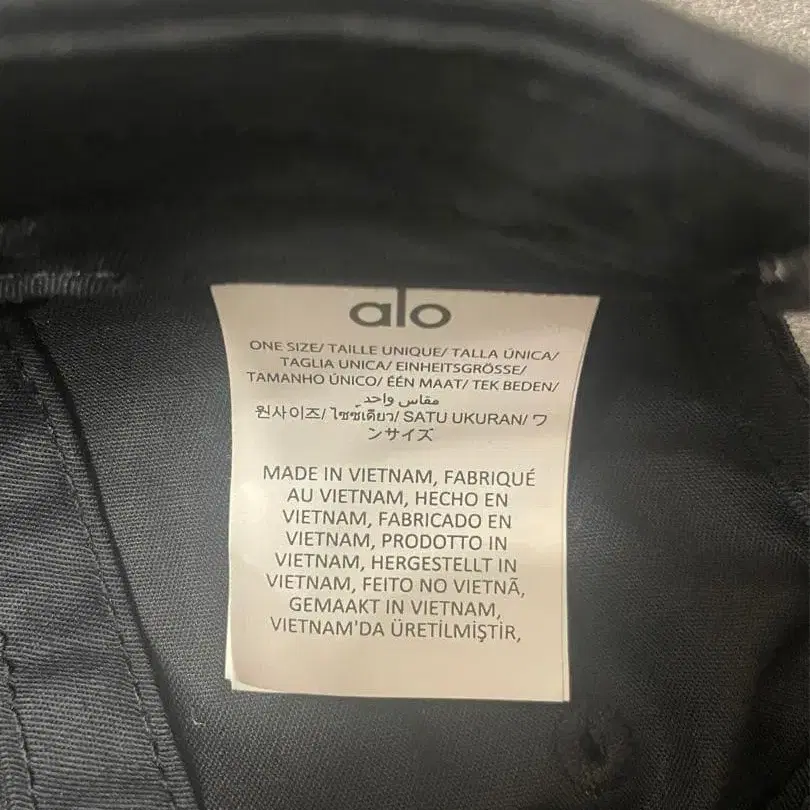 alo
ONE SIZE/ TAILLE UNIQUE/ TALLA ÚNICA/
TAGLIA UNICA/ EINHEITSGRÖSSE/
TAMANHO ÚNICO/ ÉÉN MAAT/ TEK BEDEN/
مقاس واحد
원사이즈/ ไซซ์เดียว/ SATU UKURAN/ ワ
ンサイズ
MADE IN VIETNAM, FABRIQUÉ
AU VIETNAM, HECHO EN
VIETNAM, FABRICADO EN
VIETNAM, PRODOTTO IN
VIETNAM, HERGESTELLT IN
VIETNAM, FEITO NO VIETNÃ,
GEMAAKT IN VIETNAM,
VIETNAM'DA ÜRETİLMİŞTİR,